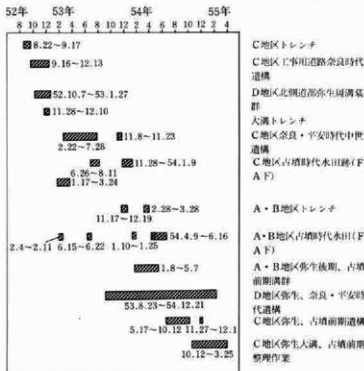 52年 53年 54年 55年
8 10 12 2 4 6 8 10 12 2 4 6 8 10 12 2 4
8.22~9.17 C地区トレンチ
9.16~12.13 C地区工事用道路奈良時代
遺構
52.10.7~53.1.27 D地区北側道部弥生周溝墓
群
11.28~12.10 大溝トレンチ
11.8~11.23 C地区奈良・平安時代中世
2.22~7.28 遺構
11.28~54.1.9 C地区古墳時代水田跡(F
6.26~8.11 A下)
1.17~3.24
2.28~3.28 A・B地区トレンチ
11.17~12.19
54.4.9~6.16 A・B地区古墳時代水田(F
2.4~2.11 6.15~6.22 1.10~1.25 A下)
1.8~5.7 A・B地区弥生後期、古墳
前期溝群
53.8.23~54.12.21 D地区弥生、奈良・平安時
代遺構
5.17~10.12 11.27~12.1 C地区弥生、古墳前期遺構
10.12~3.25 C地区弥生大溝、古墳前期
整理作業